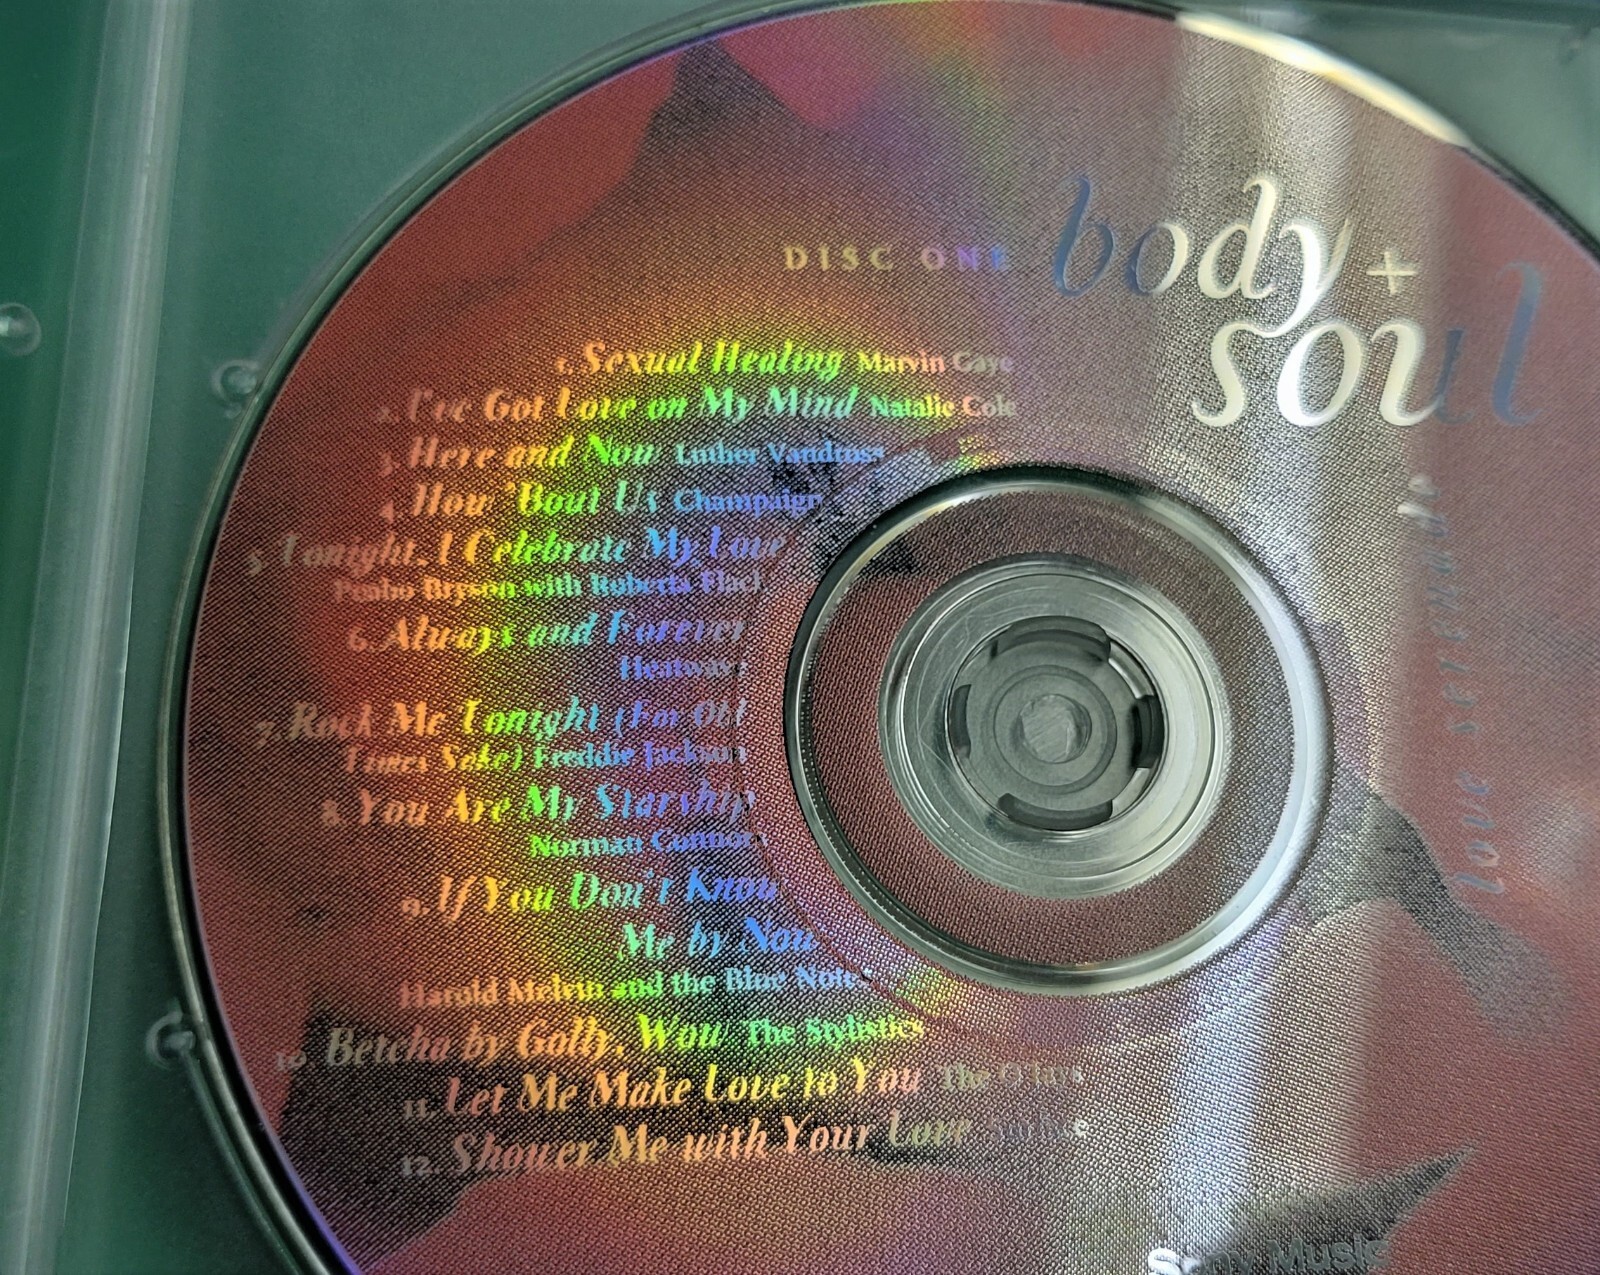 DISC ONE
body +
soul
love serenade
1. Sexual Healing Marvin Gaye
2. I've Got Love on My Mind Natalie Cole
3. Here and Now Luther Vandross
4. How 'Bout Us Champaign
5. Tonight, I Celebrate My Love
Peabo Bryson with Roberta Flack
6. Always and Forever
Heatwave
7. Rock Me Tonight (For Old
Times Sake) Freddie Jackson
8. You Are My Starship
Norman Connors
9. If You Don't Know
Me by Now
Harold Melvin and the Blue Notes
10. Betcha by Golly, Wow The Stylistics
11. Let Me Make Love to You The O'Jays
12. Shower Me with Your Love Surface
Sony Music